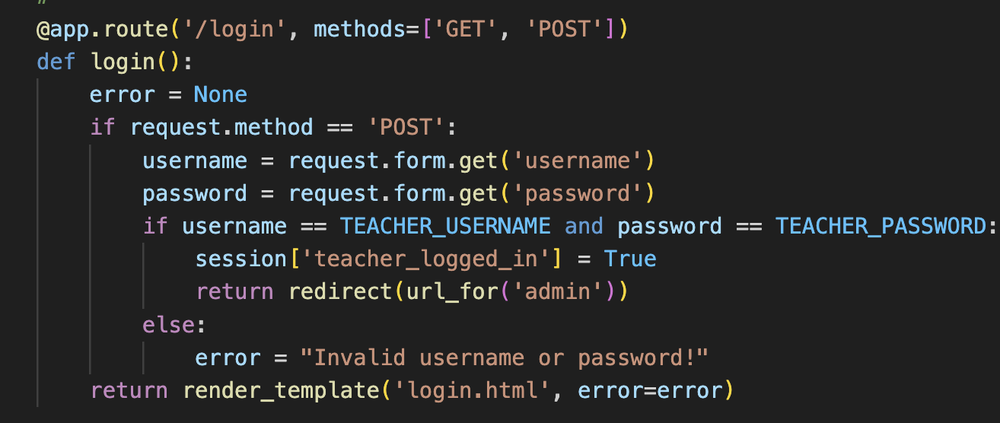 #
@app.route('/login', methods=['GET', 'POST'])
def login():
    error = None
    if request.method == 'POST':
        username = request.form.get('username')
        password = request.form.get('password')
        if username == TEACHER_USERNAME and password == TEACHER_PASSWORD:
            session['teacher_logged_in'] = True
            return redirect(url_for('admin'))
        else:
            error = "Invalid username or password!"
    return render_template('login.html', error=error)